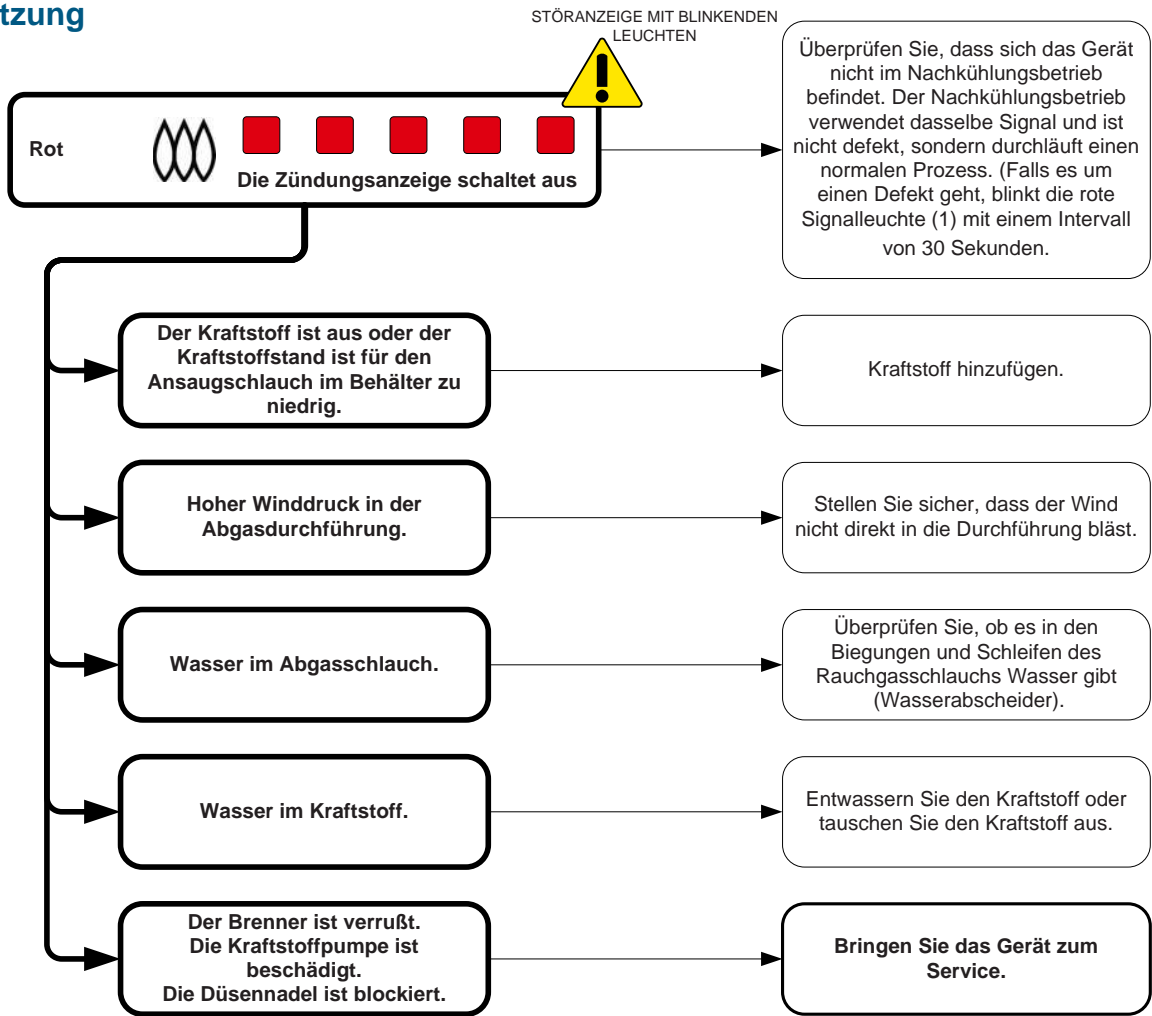 tzung
STÖRANZEIGE MIT BLINKENDEN
LEUCHTEN
Rot
Die Zündungsanzeige schaltet aus
Überprüfen Sie, dass sich das Gerät
nicht im Nachkühlungsbetrieb
befindet. Der Nachkühlungsbetrieb
verwendet dasselbe Signal und ist
nicht defekt, sondern durchläuft einen
normalen Prozess. (Falls es um
einen Defekt geht, blinkt die rote
Signalleuchte (1) mit einem Intervall
von 30 Sekunden.
Der Kraftstoff ist aus oder der
Kraftstoffstand ist für den
Ansaugschlauch im Behälter zu
niedrig.
Kraftstoff hinzufügen.
Hoher Winddruck in der
Abgasdurchführung.
Stellen Sie sicher, dass der Wind
nicht direkt in die Durchführung bläst.
Wasser im Abgasschlauch.
Überprüfen Sie, ob es in den
Biegungen und Schleifen des
Rauchgasschlauchs Wasser gibt
(Wasserabscheider).
Wasser im Kraftstoff.
Entwassern Sie den Kraftstoff oder
tauschen Sie den Kraftstoff aus.
Der Brenner ist verrußt.
Die Kraftstoffpumpe ist
beschädigt.
Die Düsennadel ist blockiert.
Bringen Sie das Gerät zum
Service.